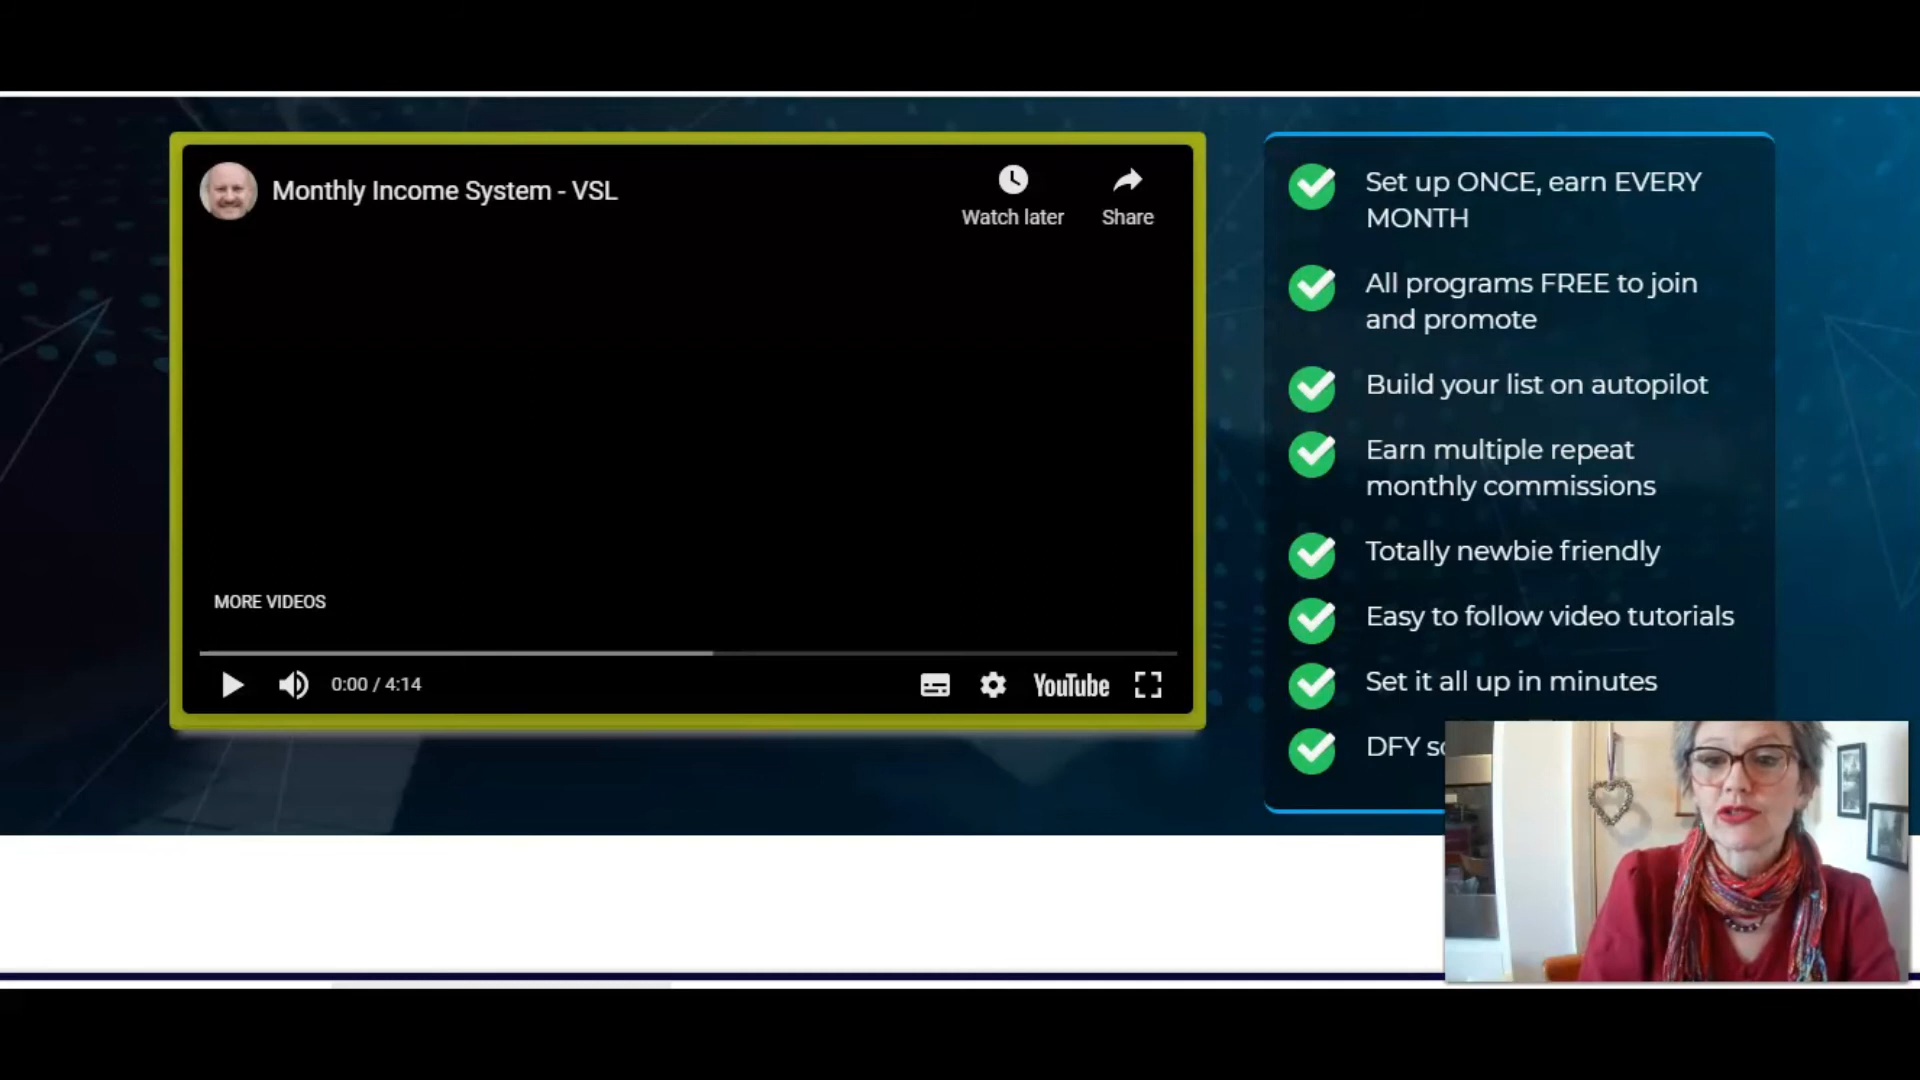 Monthly Income System - VSL
Watch later
Share
MORE VIDEOS
0:00 / 4:14
YouTube
Set up ONCE, earn EVERY
MONTH
All programs FREE to join
and promote
Build your list on autopilot
Earn multiple repeat
monthly commissions
Totally newbie friendly
Easy to follow video tutorials
Set it all up in minutes
DFY